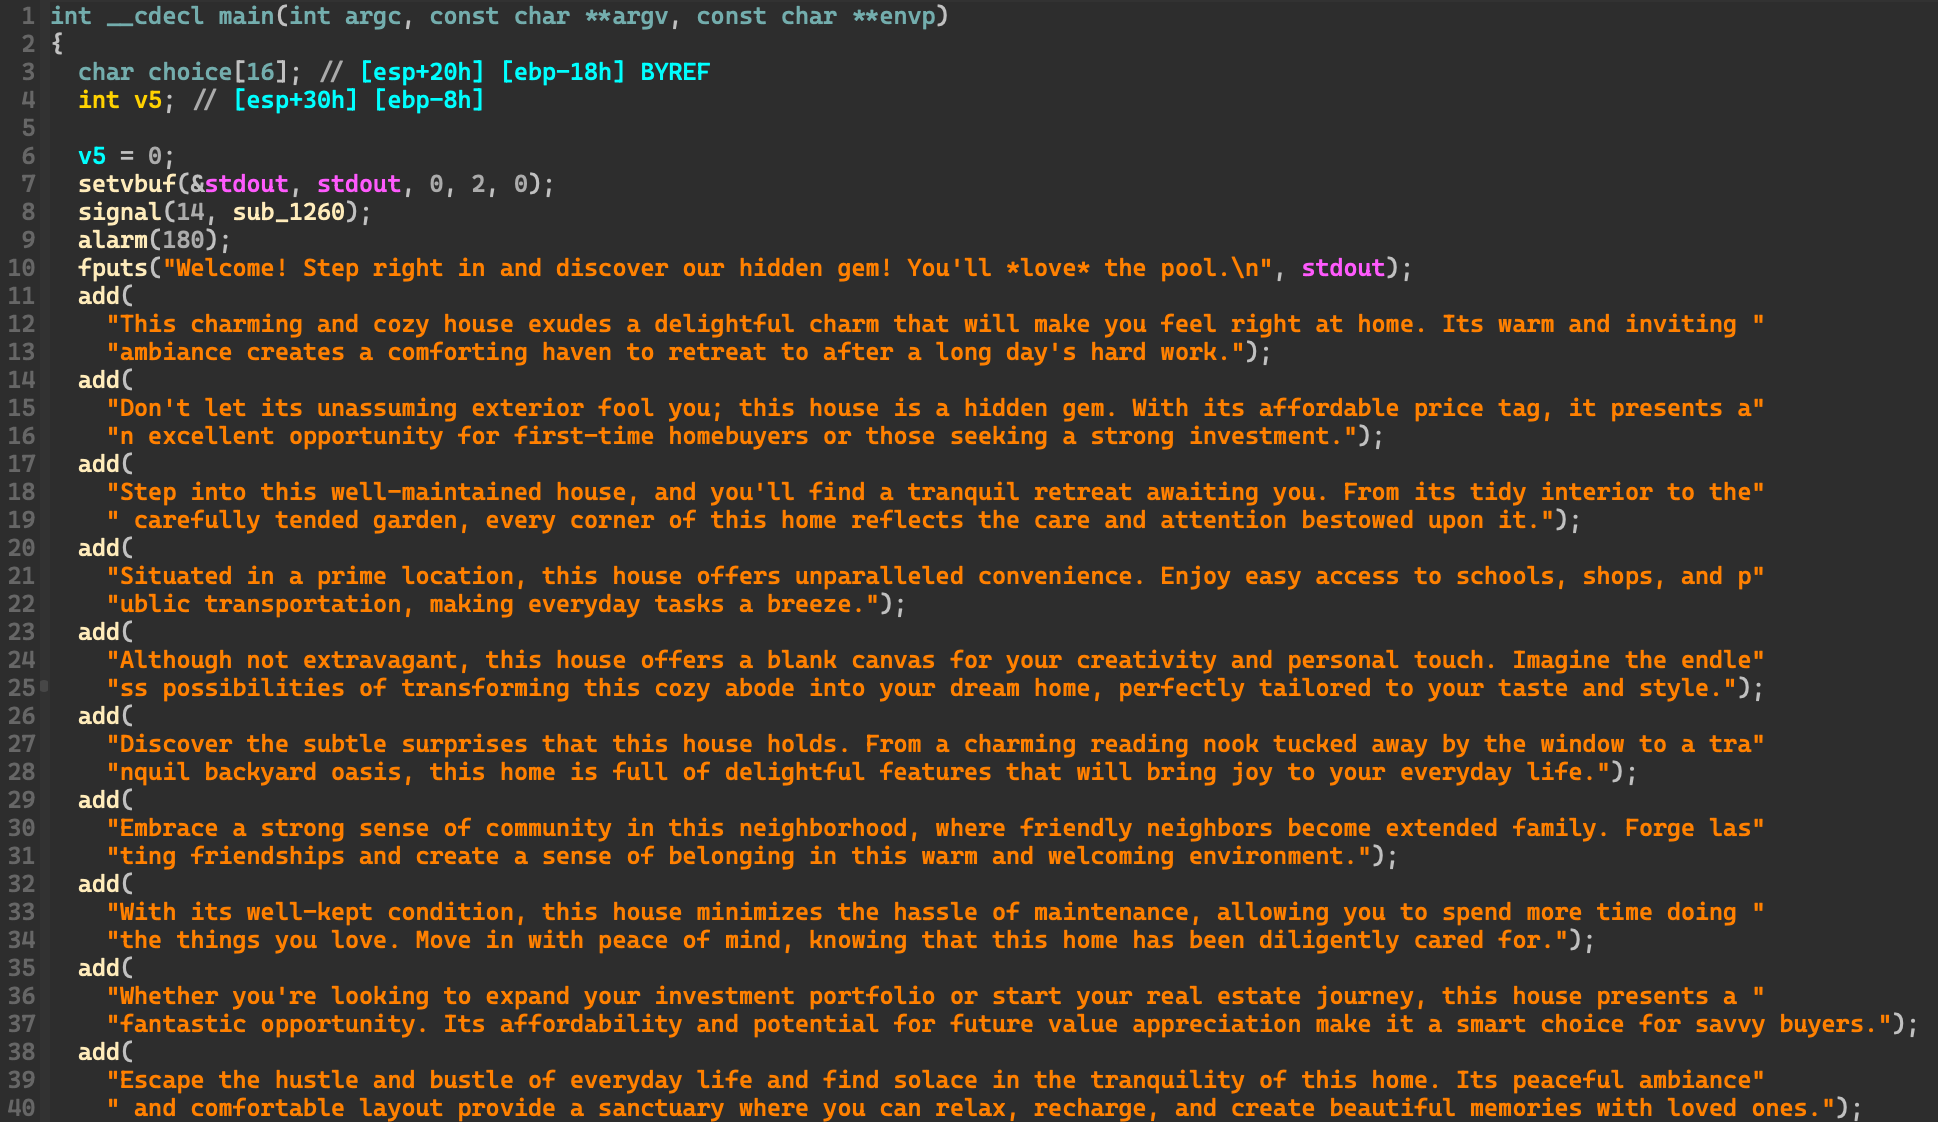 1 int __cdecl main(int argc, const char **argv, const char **envp)
2 {
3   char choice[16]; // [esp+20h] [ebp-18h] BYREF
4   int v5; // [esp+30h] [ebp-8h]
5
6   v5 = 0;
7   setvbuf(&stdout, stdout, 0, 2, 0);
8   signal(14, sub_1260);
9   alarm(180);
10   fputs("Welcome! Step right in and discover our hidden gem! You'll *love* the pool.\n", stdout);
11   add(
12     "This charming and cozy house exudes a delightful charm that will make you feel right at home. Its warm and inviting "
13     "ambiance creates a comforting haven to retreat to after a long day's hard work.");
14   add(
15     "Don't let its unassuming exterior fool you; this house is a hidden gem. With its affordable price tag, it presents a"
16     "n excellent opportunity for first-time homebuyers or those seeking a strong investment.");
17   add(
18     "Step into this well-maintained house, and you'll find a tranquil retreat awaiting you. From its tidy interior to the"
19     " carefully tended garden, every corner of this home reflects the care and attention bestowed upon it.");
20   add(
21     "Situated in a prime location, this house offers unparalleled convenience. Enjoy easy access to schools, shops, and p"
22     "ublic transportation, making everyday tasks a breeze.");
23   add(
24     "Although not extravagant, this house offers a blank canvas for your creativity and personal touch. Imagine the endle"
25     "ss possibilities of transforming this cozy abode into your dream home, perfectly tailored to your taste and style.");
26   add(
27     "Discover the subtle surprises that this house holds. From a charming reading nook tucked away by the window to a tra"
28     "nquil backyard oasis, this home is full of delightful features that will bring joy to your everyday life.");
29   add(
30     "Embrace a strong sense of community in this neighborhood, where friendly neighbors become extended family. Forge las"
31     "ting friendships and create a sense of belonging in this warm and welcoming environment.");
32   add(
33     "With its well-kept condition, this house minimizes the hassle of maintenance, allowing you to spend more time doing "
34     "the things you love. Move in with peace of mind, knowing that this home has been diligently cared for.");
35   add(
36     "Whether you're looking to expand your investment portfolio or start your real estate journey, this house presents a "
37     "fantastic opportunity. Its affordability and potential for future value appreciation make it a smart choice for savvy buyers.");
38   add(
39     "Escape the hustle and bustle of everyday life and find solace in the tranquility of this home. Its peaceful ambiance"
40     " and comfortable layout provide a sanctuary where you can relax, recharge, and create beautiful memories with loved ones.");